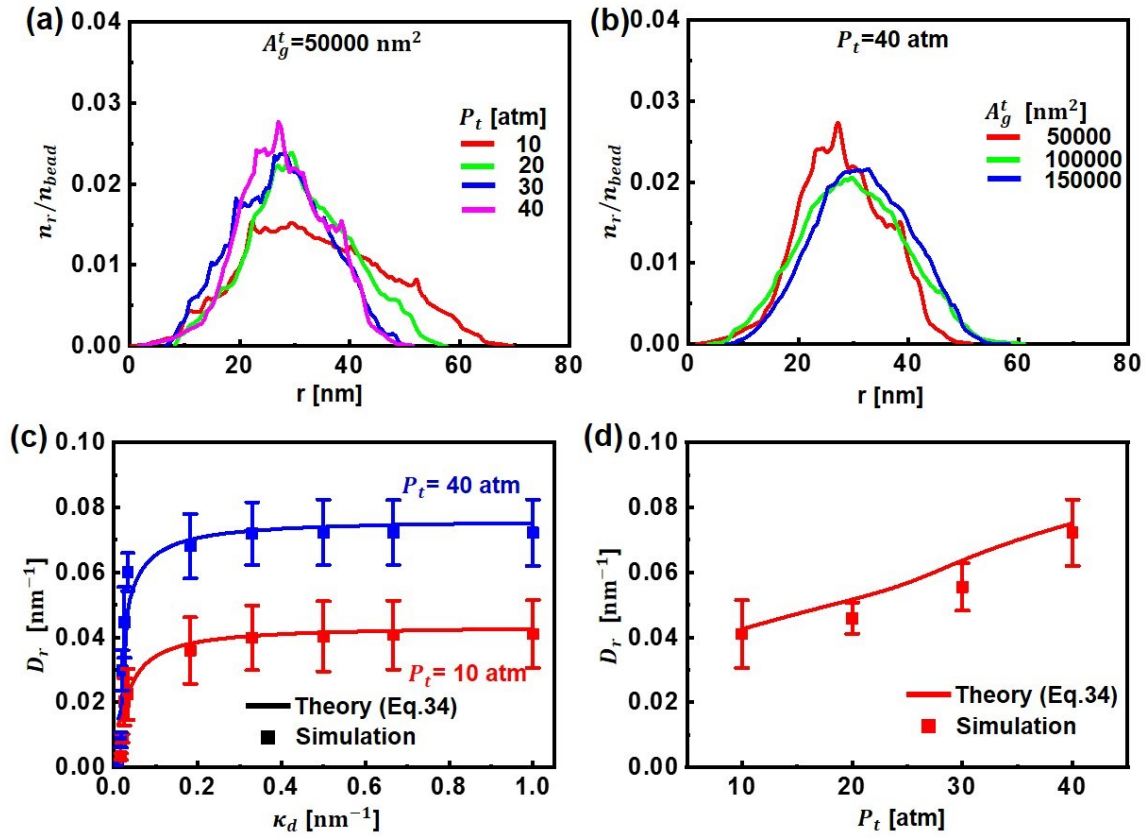 (a)
A_g^t=50000 nm²
P_t [atm]
10
20
30
40
n_r/n_bead
0.04
0.03
0.02
0.01
0.00
0 20 40 60 80
r [nm]
(b)
P_t=40 atm
A_g^t [nm²]
50000
100000
150000
n_r/n_bead
0.04
0.03
0.02
0.01
0.00
0 20 40 60 80
r [nm]
(c)
P_t= 40 atm
P_t= 10 atm
Theory (Eq.34)
Simulation
D_r [nm⁻¹]
0.10
0.08
0.06
0.04
0.02
0.00
0.0 0.2 0.4 0.6 0.8 1.0
κ_d [nm⁻¹]
(d)
Theory (Eq.34)
Simulation
D_r [nm⁻¹]
0.10
0.08
0.06
0.04
0.02
0.00
10 20 30 40
P_t [atm]